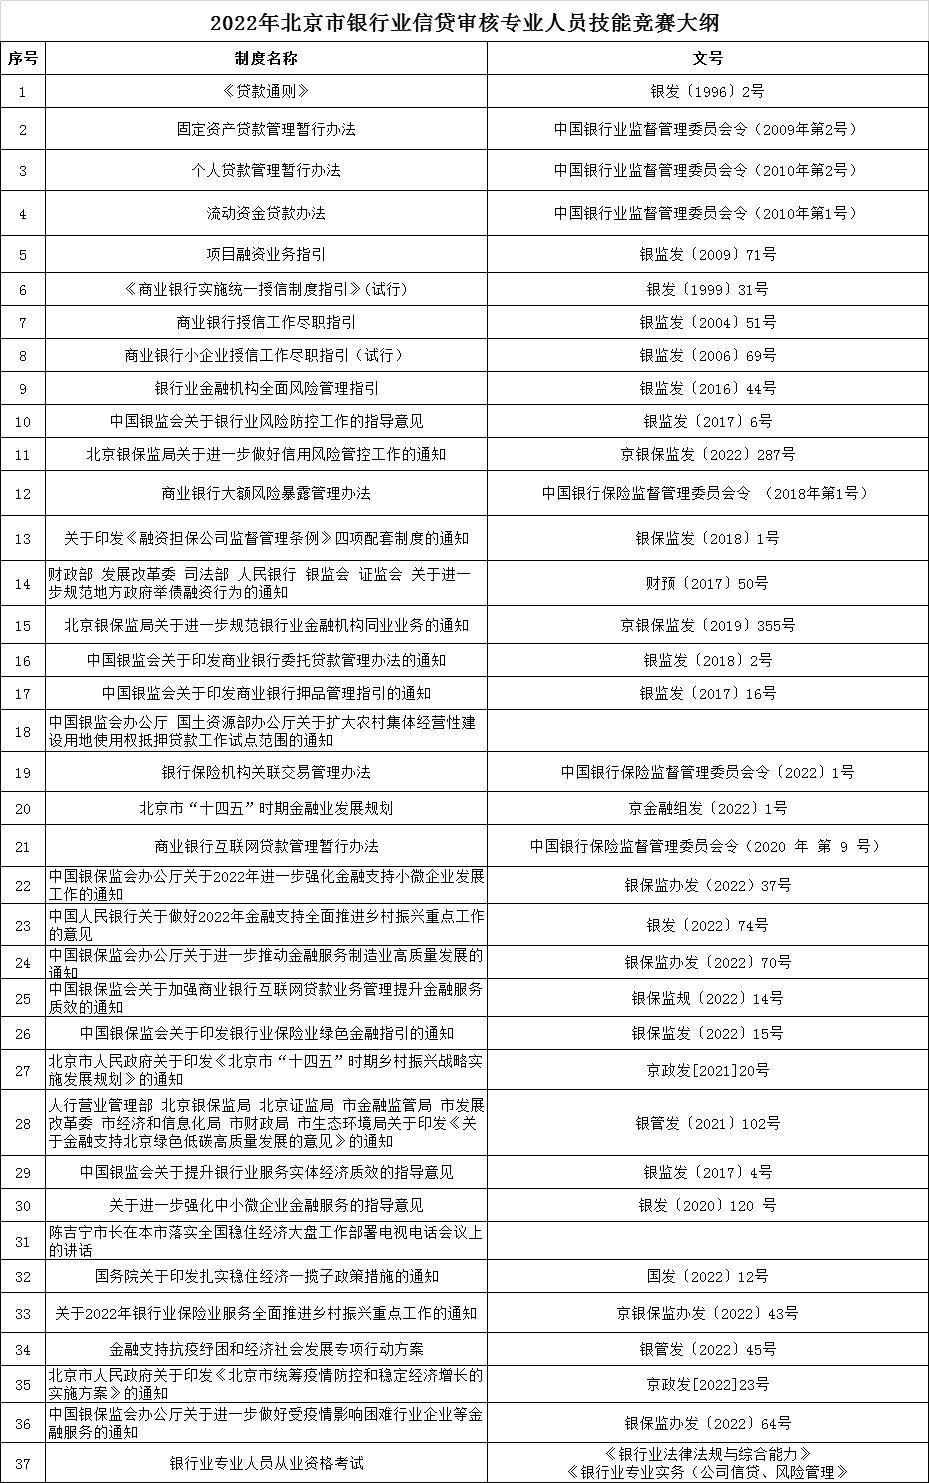 2022年北京市银行业信贷审核专业人员技能竞赛大纲
序号 制度名称 文号
1 《贷款通则》 银发〔1996〕2号
2 固定资产贷款管理暂行办法 中国银行业监督管理委员会令（2009年第2号）
3 个人贷款管理暂行办法 中国银行业监督管理委员会令（2010年第2号）
4 流动资金贷款办法 中国银行业监督管理委员会令（2010年第1号）
5 项目融资业务指引 银监发〔2009〕71号
6 《商业银行实施统一授信制度指引》(试行) 银发〔1999〕31号
7 商业银行授信工作尽职指引 银监发〔2004〕51号
8 商业银行小企业授信工作尽职指引（试行） 银监发〔2006〕69号
9 银行业金融机构全面风险管理指引 银监发〔2016〕44号
10 中国银监会关于银行业风险防控工作的指导意见 银监发〔2017〕6号
11 北京银保监局关于进一步做好信用风险管控工作的通知 京银保监发〔2022〕287号
12 商业银行大额风险暴露管理办法 中国银行保险监督管理委员会令 （2018年第1号）
13 关于印发《融资担保公司监督管理条例》四项配套制度的通知 银保监发〔2018〕1号
14 财政部 发展改革委 司法部 人民银行 银监会 证监会 关于进一
步规范地方政府举债融资行为的通知 财预〔2017〕50号
15 北京银保监局关于进一步规范银行业金融机构同业业务的通知 京银保监发〔2019〕355号
16 中国银监会关于印发商业银行委托贷款管理办法的通知 银监发〔2018〕2号
17 中国银监会关于印发商业银行押品管理指引的通知 银监发〔2017〕16号
18 中国银监会办公厅 国土资源部办公厅关于扩大农村集体经营性建
设用地使用权抵押贷款工作试点范围的通知
19 银行保险机构关联交易管理办法 中国银行保险监督管理委员会令〔2022〕1号
20 北京市“十四五”时期金融业发展规划 京金融组发〔2022〕1号
21 商业银行互联网贷款管理暂行办法 中国银行保险监督管理委员会令（2020 年 第 9 号）
22 中国银保监会办公厅关于2022年进一步强化金融支持小微企业发展
工作的通知 银保监办发（2022）37号
23 中国人民银行关于做好2022年金融支持全面推进乡村振兴重点工作
的意见 银发〔2022〕74号
24 中国银保监会办公厅关于进一步推动金融服务制造业高质量发展的
通知 银保监办发〔2022〕70号
25 中国银保监会关于加强商业银行互联网贷款业务管理提升金融服务
质效的通知 银保监规〔2022〕14号
26 中国银保监会关于印发银行业保险业绿色金融指引的通知 银保监发〔2022〕15号
27 北京市人民政府关于印发《北京市“十四五”时期乡村振兴战略实
施发展规划》的通知 京政发[2021]20号
28 人行营业管理部 北京银保监局 北京证监局 市金融监管局 市发展
改革委 市经济和信息化局 市财政局 市生态环境局关于印发《关
于金融支持北京绿色低碳高质量发展的意见》的通知 银管发〔2021〕102号
29 中国银监会关于提升银行业服务实体经济质效的指导意见 银监发〔2017〕4号
30 关于进一步强化中小微企业金融服务的指导意见 银发〔2020〕120 号
31 陈吉宁市长在本市落实全国稳住经济大盘工作部署电视电话会议上
的讲话
32 国务院关于印发扎实稳住经济一揽子政策措施的通知 国发〔2022〕12号
33 关于2022年银行业保险业服务全面推进乡村振兴重点工作的通知 京银保监办发〔2022〕43号
34 金融支持抗疫纾困和经济社会发展专项行动方案 银管发〔2022〕45号
35 北京市人民政府关于印发《北京市统筹疫情防控和稳定经济增长的
实施方案》的通知 京政发[2022]23号
36 中国银保监会办公厅关于进一步做好受疫情影响困难行业企业等金
融服务的通知 银保监办发〔2022〕64号
37 银行业专业人员从业资格考试 《银行业法律法规与综合能力》
《银行业专业实务（公司信贷、风险管理》